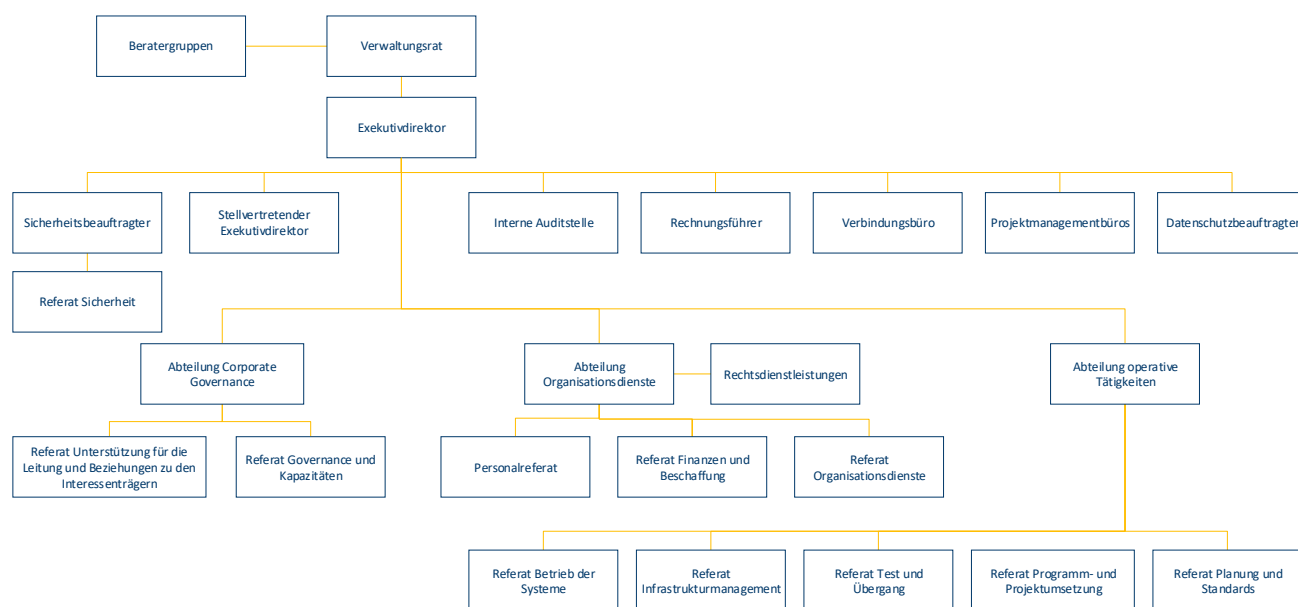 Beratergruppen
Verwaltungsrat
Exekutivdirektor
Sicherheitsbeauftragter
Stellvertretender
Exekutivdirektor
Interne Auditstelle
Rechnungsführer
Verbindungsbüro
Projektmanagementbüros
Datenschutzbeauftragter
Referat Sicherheit
Abteilung Corporate
Governance
Abteilung
Organisationsdienste
Rechtsdienstleistungen
Abteilung operative
Tätigkeiten
Referat Unterstützung für die
Leitung und Beziehungen zu den
Interessenträgern
Referat Governance und
Kapazitäten
Personalreferat
Referat Finanzen und
Beschaffung
Referat
Organisationsdienste
Referat Betrieb der
Systeme
Referat
Infrastrukturmanagement
Referat Test und
Übergang
Referat Programm- und
Projektumsetzung
Referat Planung und
Standards